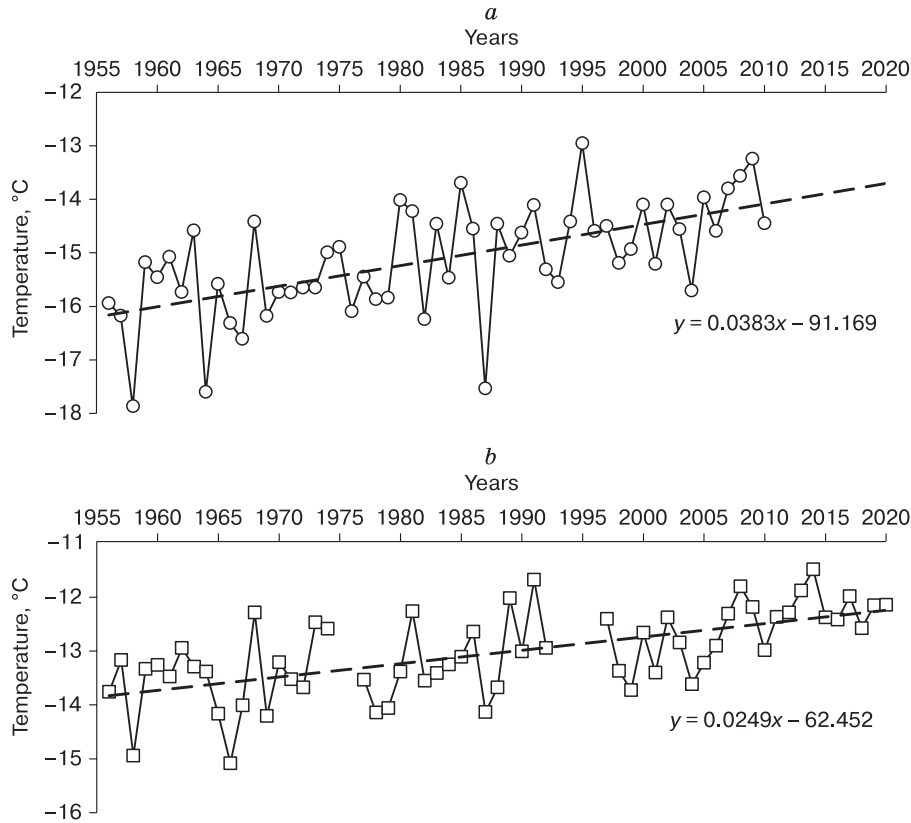 a
Years
1955 1960 1965 1970 1975 1980 1985 1990 1995 2000 2005 2010 2015 2020
−12
−13
−14
−15
−16
−17
−18
Temperature, °C
y = 0.0383x – 91.169
b
Years
1955 1960 1965 1970 1975 1980 1985 1990 1995 2000 2005 2010 2015 2020
−11
−12
−13
−14
−15
−16
Temperature, °C
y = 0.0249x – 62.452